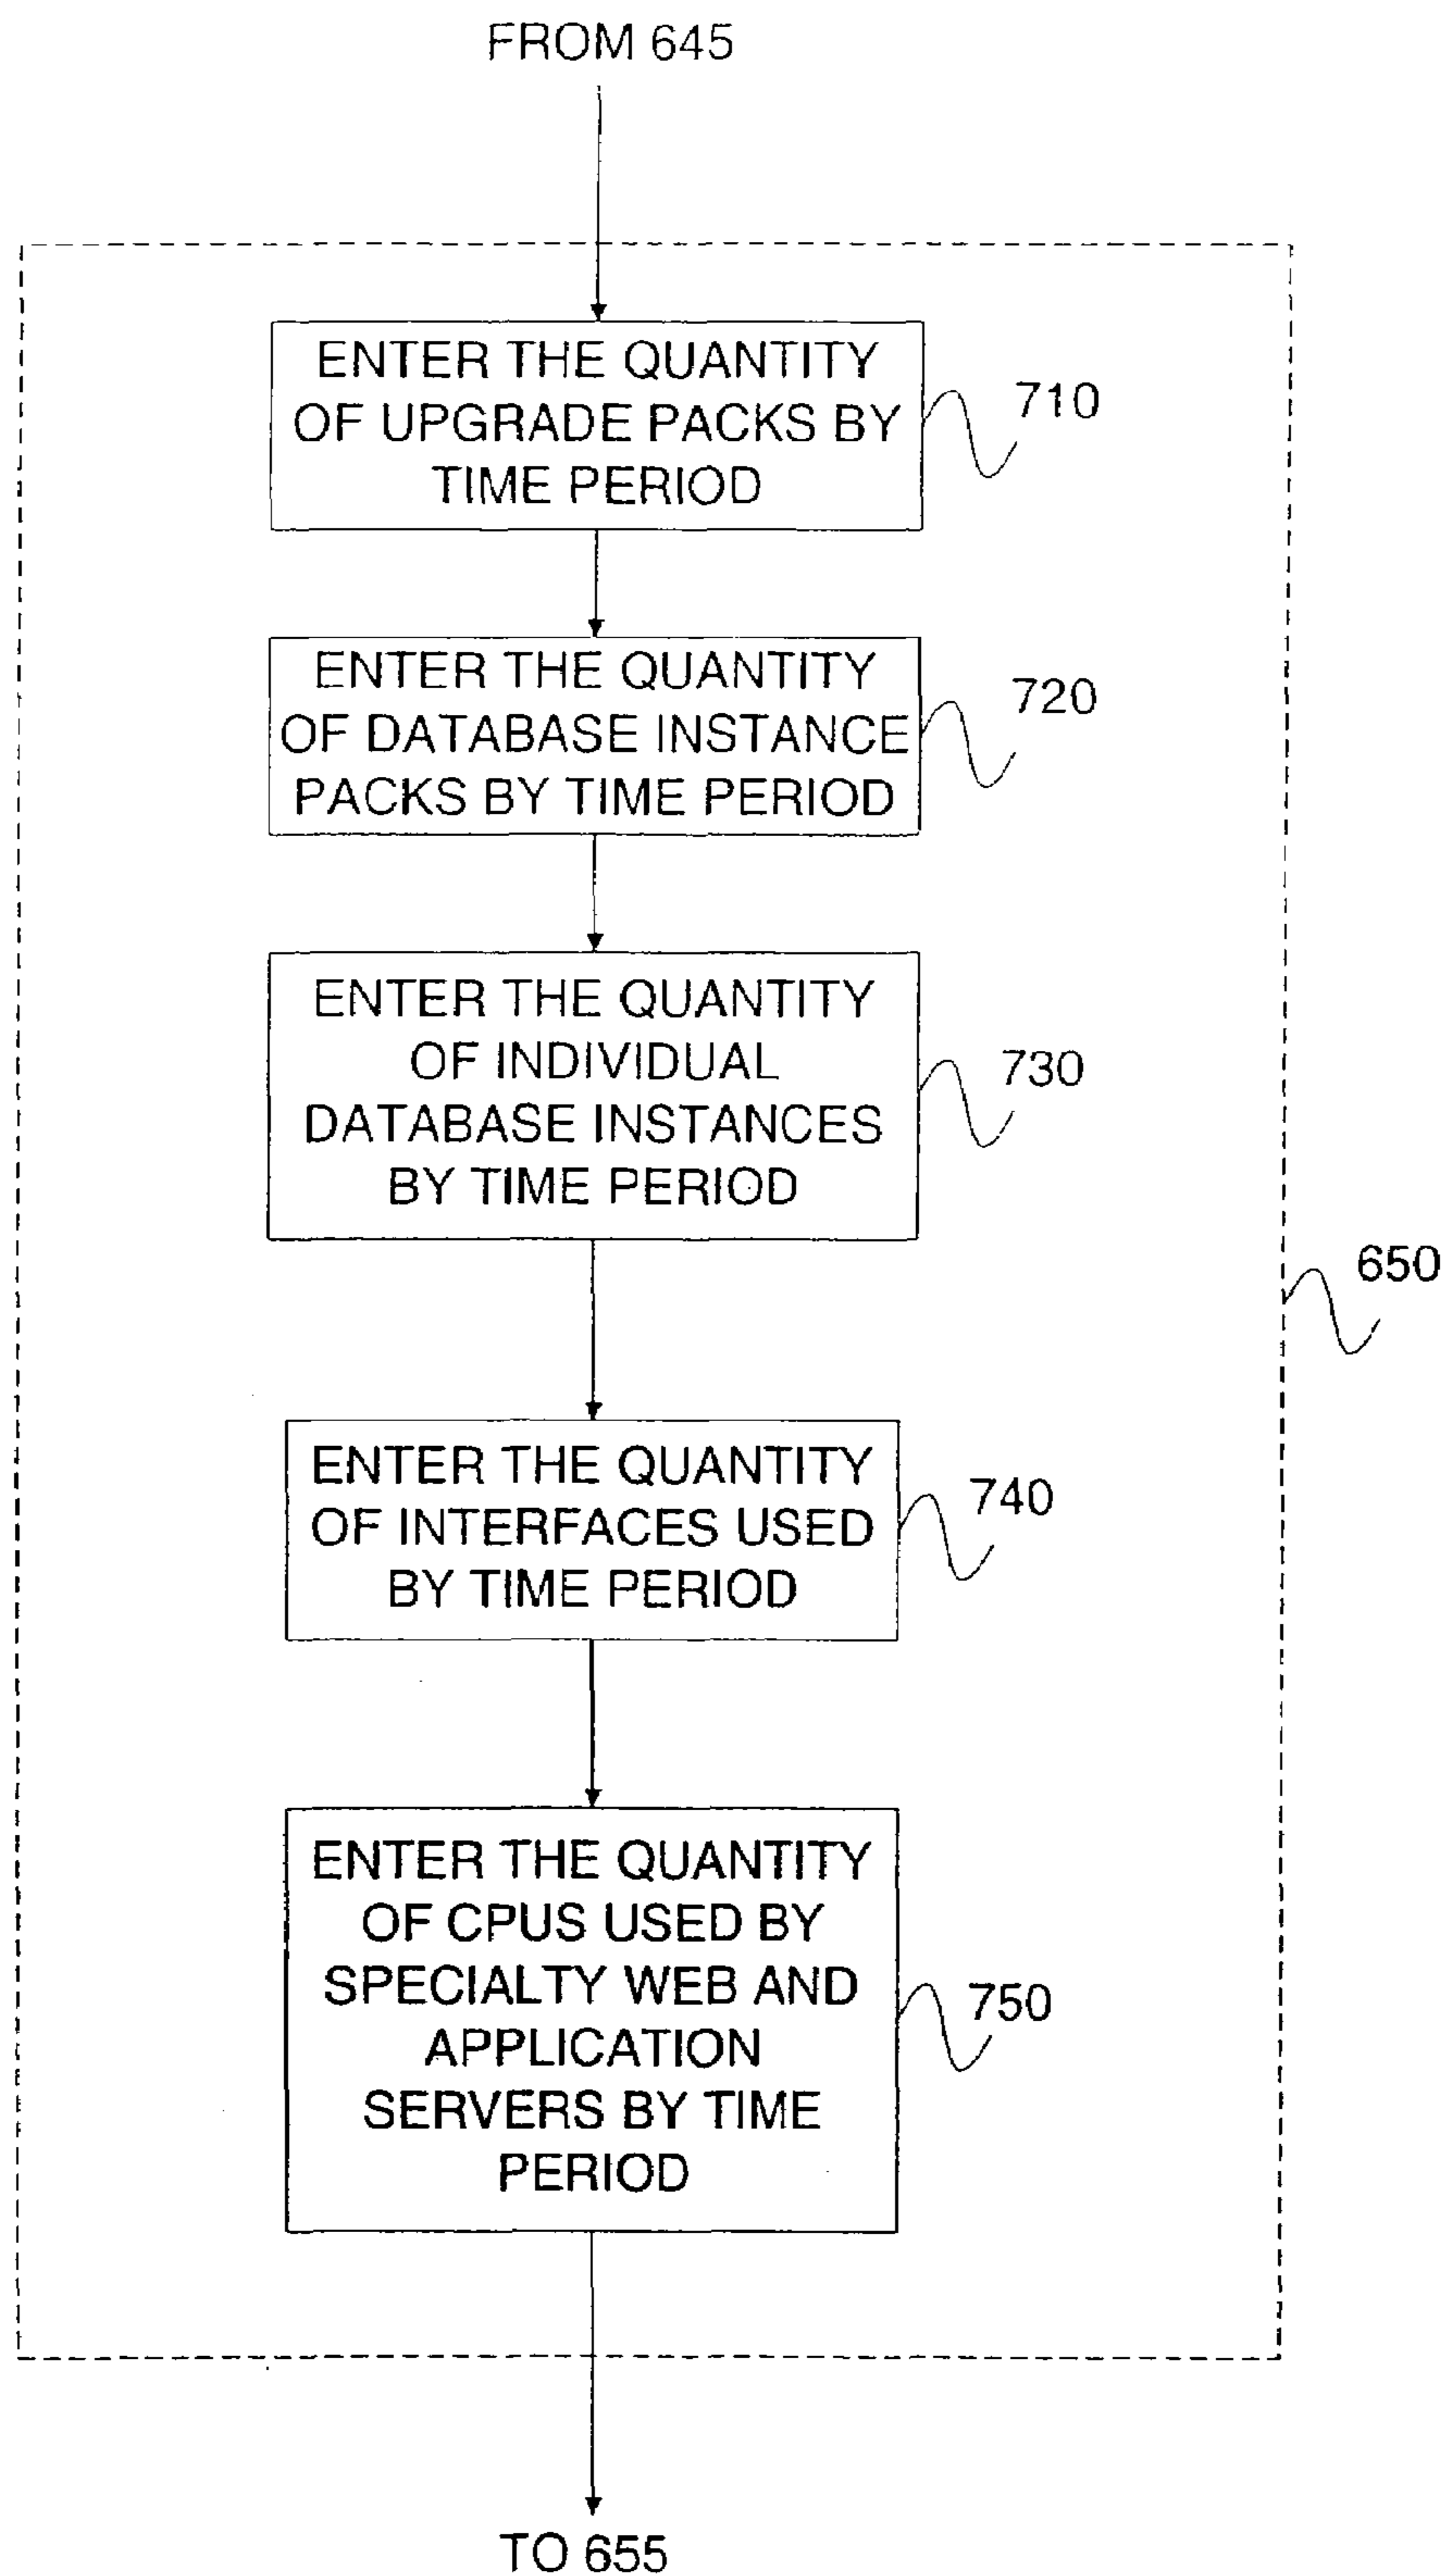 FROM 645
ENTER THE QUANTITY
OF UPGRADE PACKS BY
TIME PERIOD
710
ENTER THE QUANTITY
OF DATABASE INSTANCE
PACKS BY TIME PERIOD
720
ENTER THE QUANTITY
OF INDIVIDUAL
DATABASE INSTANCES
BY TIME PERIOD
730
650
ENTER THE QUANTITY
OF INTERFACES USED
BY TIME PERIOD
740
ENTER THE QUANTITY
OF CPUS USED BY
SPECIALTY WEB AND
APPLICATION
SERVERS BY TIME
PERIOD
750
TO 655